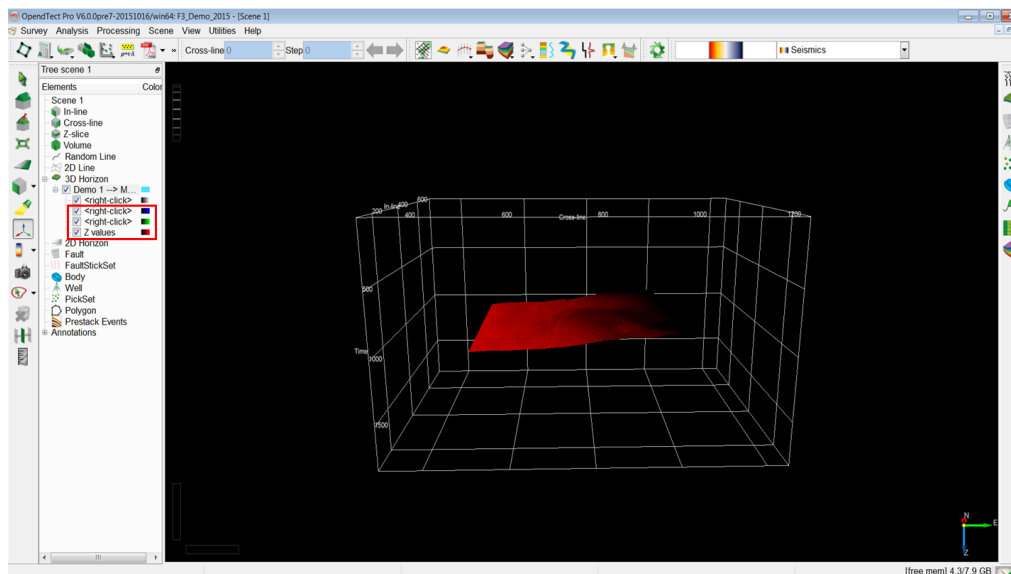 OpendTect Pro V6.0.0pre7-20151016/win64: F3_Demo_2015 - [Scene 1]
Survey Analysis Processing Scene View Utilities Help
» Cross-line 0 Step 0 Seismics
Tree scene 1
Elements Color
Scene 1
In-line
Cross-line
Z-slice
Volume
Random Line
2D Line
3D Horizon
Demo 1 --> M...
<right-click>
<right-click>
<right-click>
Z values
2D Horizon
Fault
FaultStickSet
Body
Well
PickSet
Polygon
Prestack Events
Annotations
200 In-line 400 600
400 600 Cross-line 800 1000 1200
500
Time
1000
1500
N
E
Z
[free mem] 4.3/7.9 GB